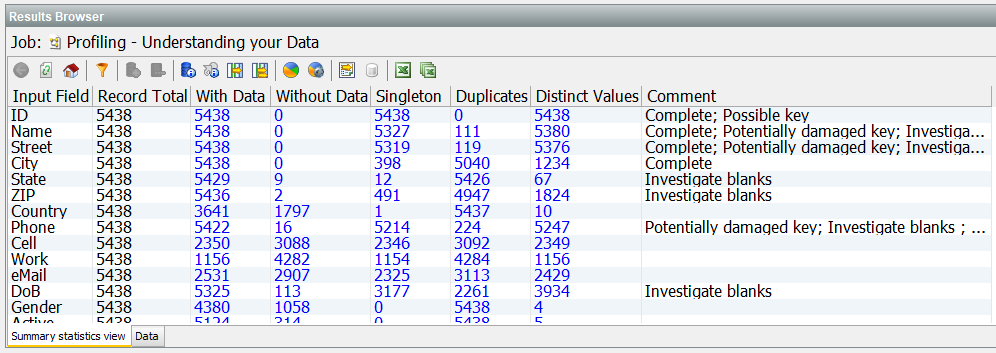 Results Browser
Job: Profiling - Understanding your Data
Input Field Record Total With Data Without Data Singleton Duplicates Distinct Values Comment
ID 5438 5438 0 5438 0 5438 Complete; Possible key
Name 5438 5438 0 5327 111 5380 Complete; Potentially damaged key; Investiga...
Street 5438 5438 0 5319 119 5376 Complete; Potentially damaged key; Investiga...
City 5438 5438 0 398 5040 1234 Complete
State 5438 5429 9 12 5426 67 Investigate blanks
ZIP 5438 5436 2 491 4947 1824 Investigate blanks
Country 5438 3641 1797 1 5437 10
Phone 5438 5422 16 5214 224 5247 Potentially damaged key; Investigate blanks ; ...
Cell 5438 2350 3088 2346 3092 2349
Work 5438 1156 4282 1154 4284 1156
eMail 5438 2531 2907 2325 3113 2429
DoB 5438 5325 113 3177 2261 3934 Investigate blanks
Gender 5438 4380 1058 0 5438 4
Active 5438 5124 314 0 5438 5
Summary statistics view Data